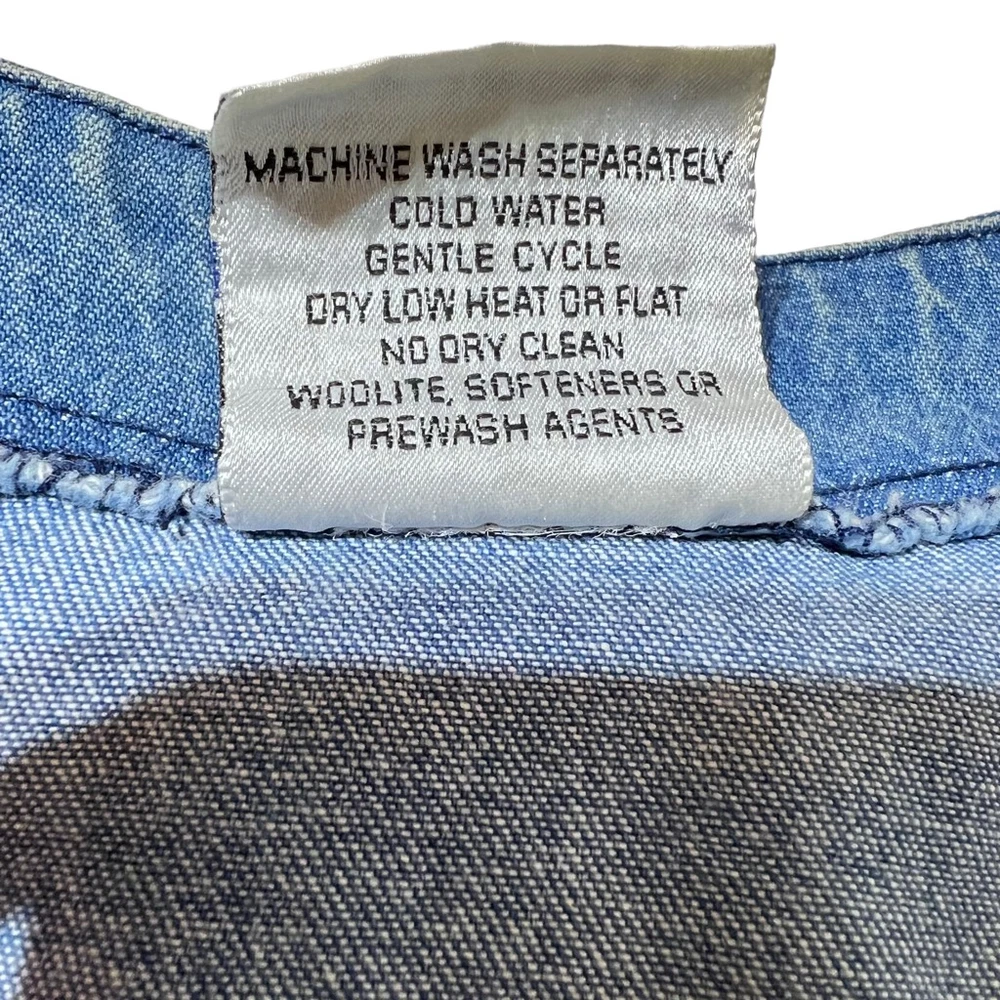 MACHINE WASH SEPARATELY
COLD WATER
GENTLE CYCLE
DRY LOW HEAT OR FLAT
NO DRY CLEAN
WOOLITE, SOFTENERS OR
PREWASH AGENTS